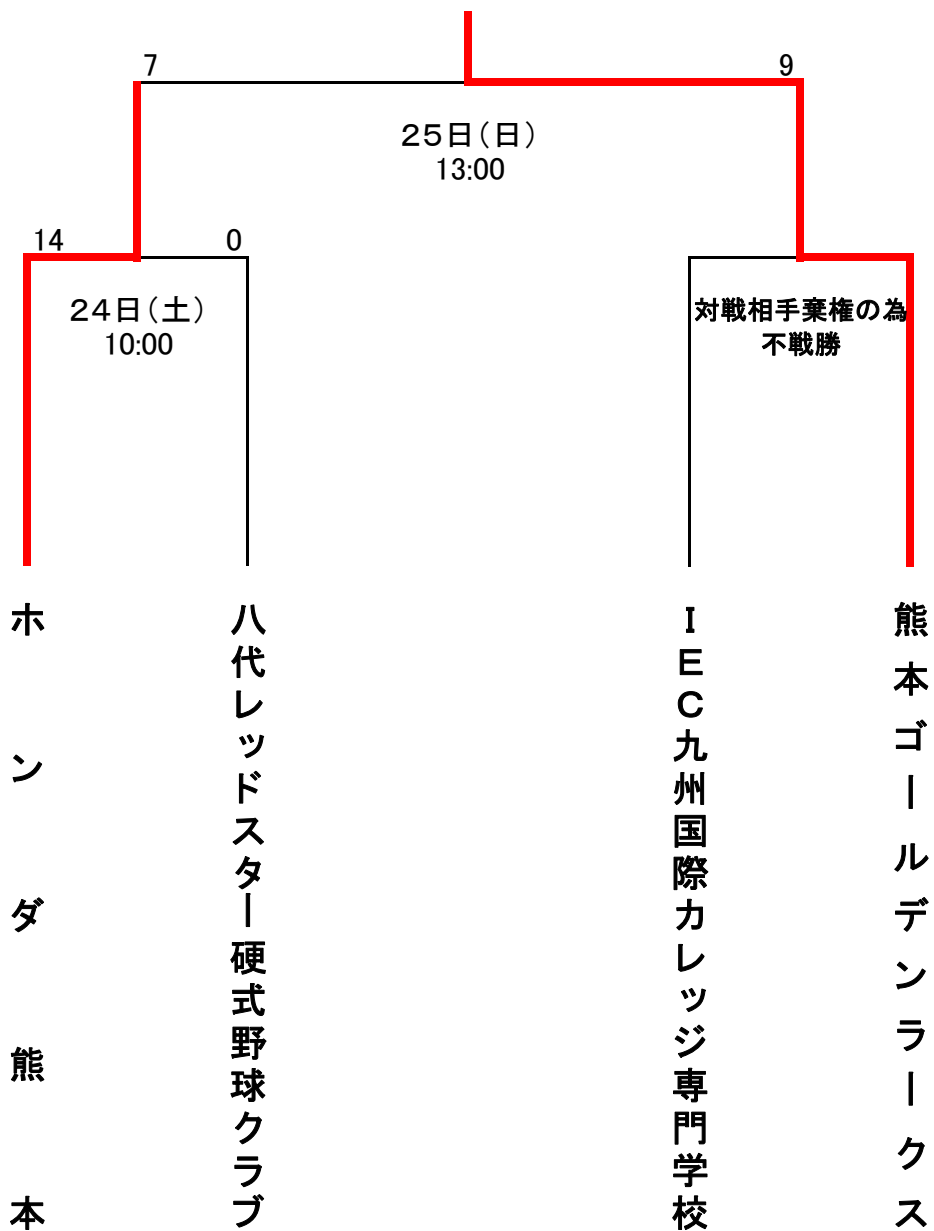 7
9
25日(日)
13:00
14
0
24日(土)
10:00
対戦相手棄権の為
不戦勝
ホンダ熊本
八代レッドスター硬式野球クラブ
IEC九州国際カレッジ専門学校
熊本ゴールデンラークス